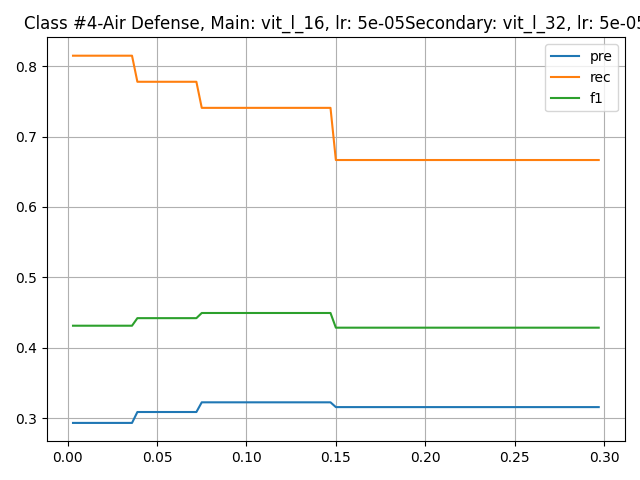 Class #4-Air Defense, Main: vit_l_16, lr: 5e-05Secondary: vit_l_32, lr: 5e-05
pre
rec
f1
0.8
0.7
0.6
0.5
0.4
0.3
0.00 0.05 0.10 0.15 0.20 0.25 0.30